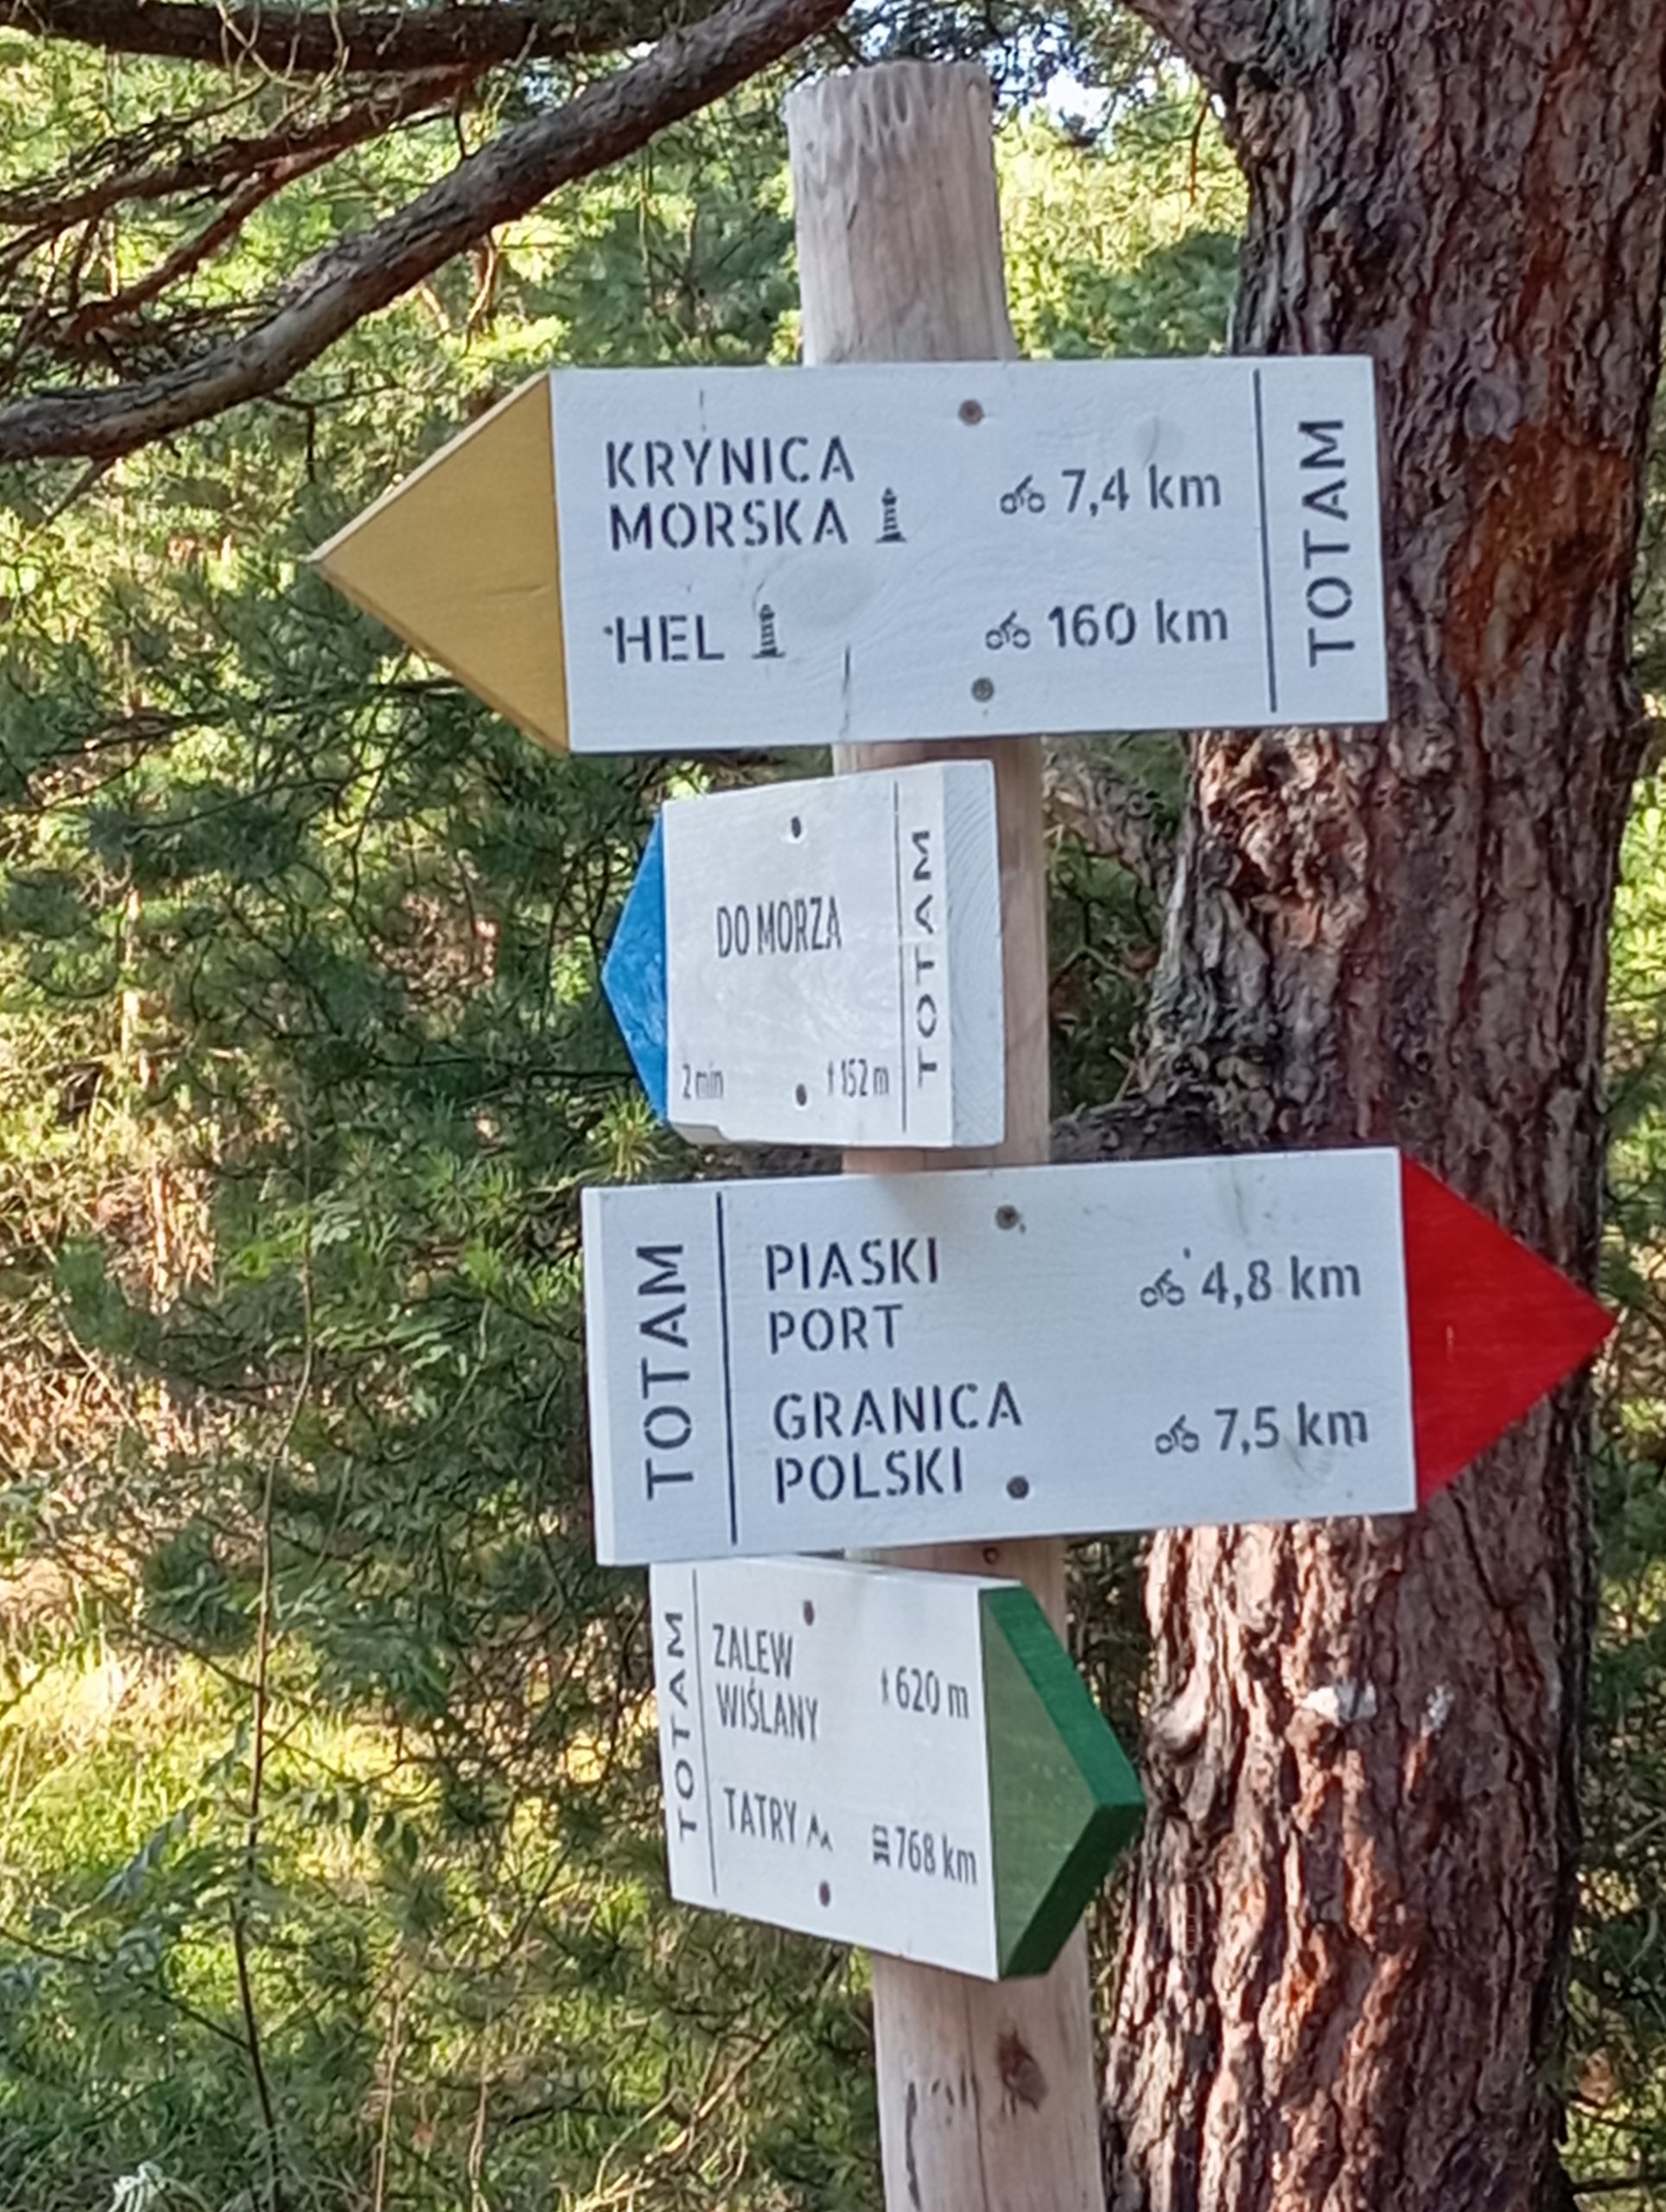 KRYNICA
MORSKA 7,4 km
HEL 160 km
TOTAM
DO MORZA
2 min 152 m
TOTAM
TOTAM
PIASKI
PORT 4,8 km
GRANICA
POLSKI 7,5 km
TOTAM
ZALEW
WIŚLANY 620 m
TATRY 768 km